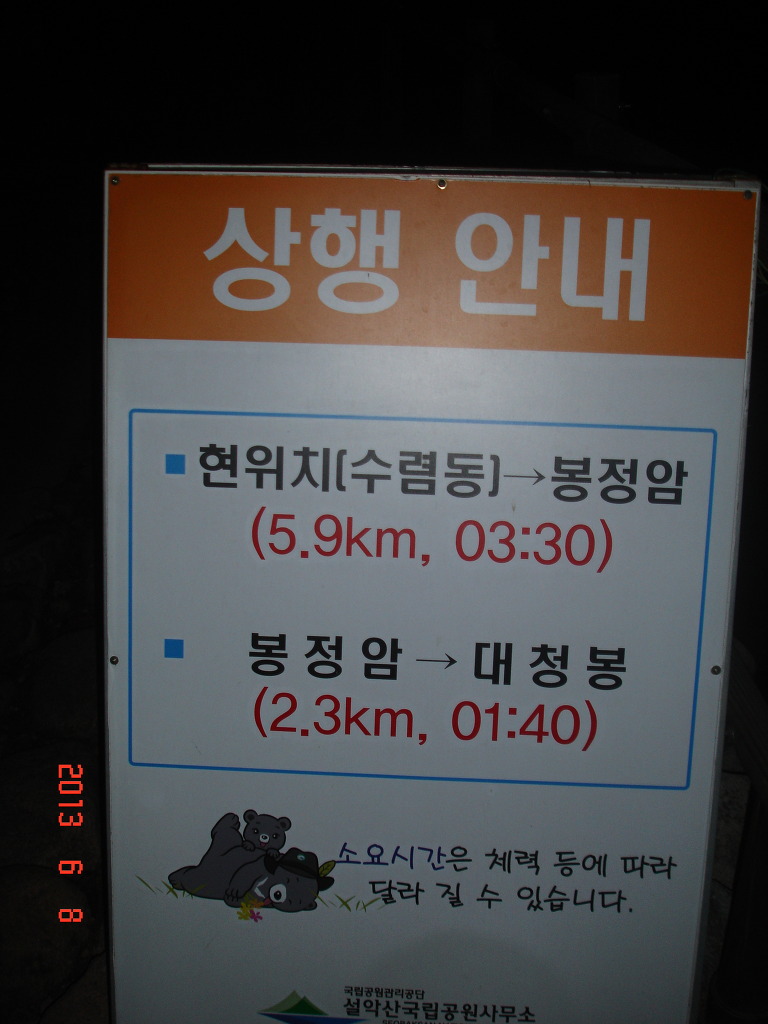 상행 안내
■ 현위치(수렴동)→봉정암
(5.9km, 03:30)
■ 봉정암→대청봉
(2.3km, 01:40)
소요시간은 체력 등에 따라
달라 질 수 있습니다.
국립공원관리공단
설악산국립공원사무소
2013 6 8